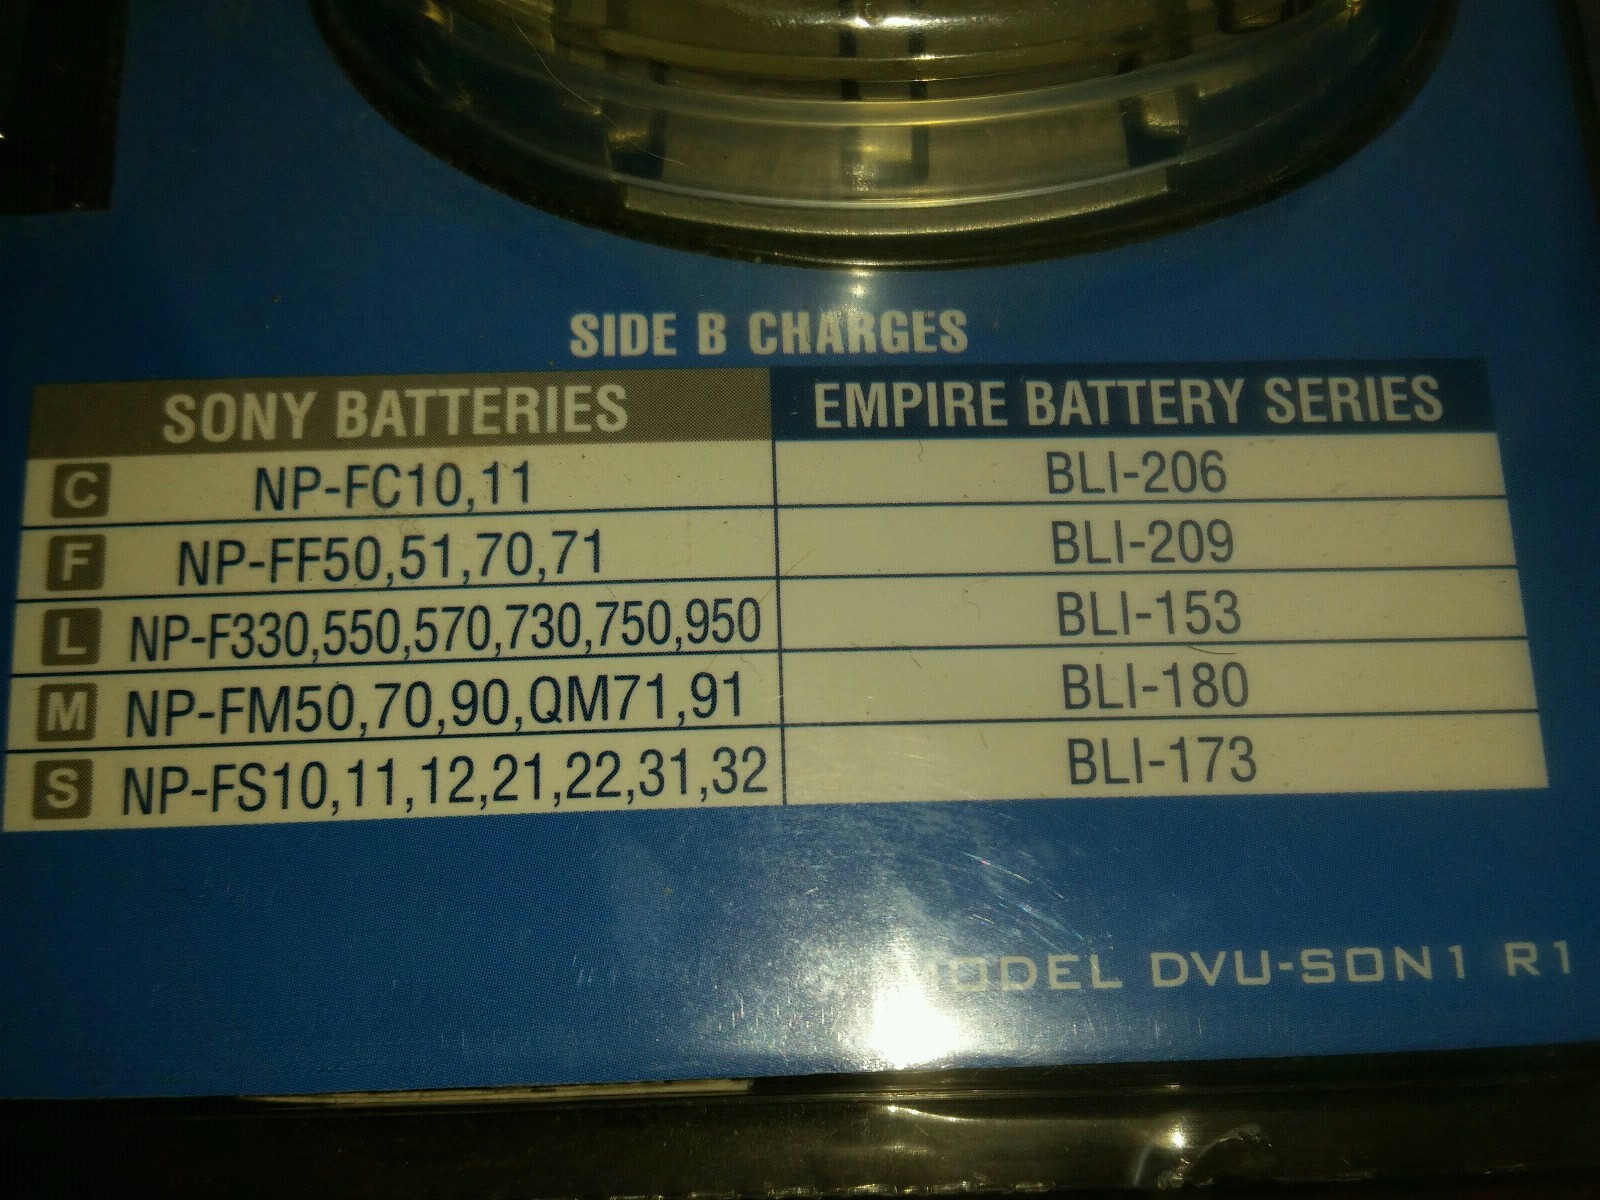 SIDE B CHARGES
SONY BATTERIES EMPIRE BATTERY SERIES
C NP-FC10,11 BLI-206
F NP-FF50,51,70,71 BLI-209
L NP-F330,550,570,730,750,950 BLI-153
M NP-FM50,70,90,QM71,91 BLI-180
S NP-FS10,11,12,21,22,31,32 BLI-173
MODEL DVU-SON1 R1